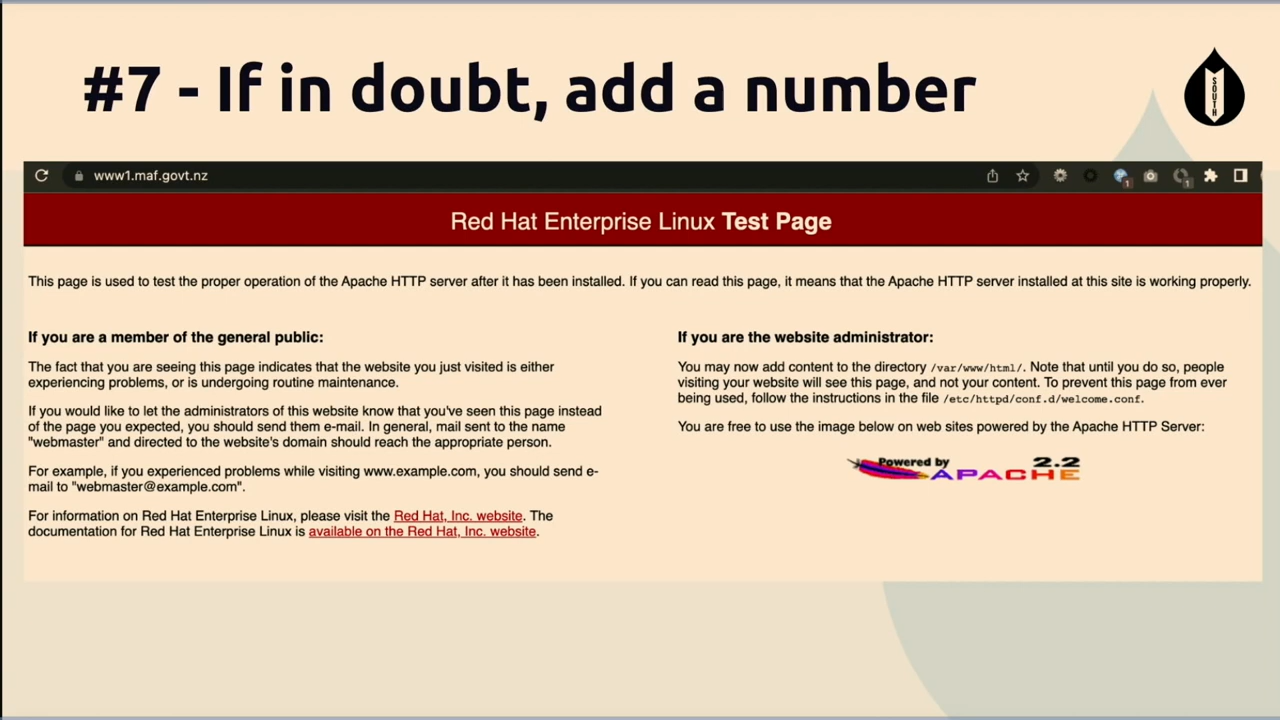 #7 - If in doubt, add a number
SOUTH
www1.maf.govt.nz
1
1
Red Hat Enterprise Linux Test Page
This page is used to test the proper operation of the Apache HTTP server after it has been installed. If you can read this page, it means that the Apache HTTP server installed at this site is working properly.
If you are a member of the general public:
The fact that you are seeing this page indicates that the website you just visited is either
experiencing problems, or is undergoing routine maintenance.
If you would like to let the administrators of this website know that you've seen this page instead
of the page you expected, you should send them e-mail. In general, mail sent to the name
"webmaster" and directed to the website's domain should reach the appropriate person.
For example, if you experienced problems while visiting www.example.com, you should send e-
mail to "webmaster@example.com".
For information on Red Hat Enterprise Linux, please visit the Red Hat, Inc. website. The
documentation for Red Hat Enterprise Linux is available on the Red Hat, Inc. website.
If you are the website administrator:
You may now add content to the directory /var/www/html/. Note that until you do so, people
visiting your website will see this page, and not your content. To prevent this page from ever
being used, follow the instructions in the file /etc/httpd/conf.d/welcome.conf.
You are free to use the image below on web sites powered by the Apache HTTP Server:
Powered by 2.2
APACHE